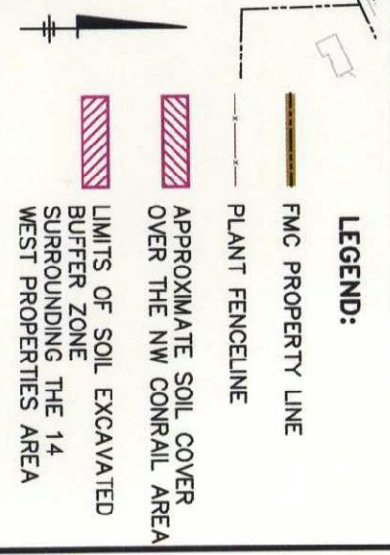 LEGEND:
FMC PROPERTY LINE
PLANT FENCELINE
APPROXIMATE SOIL COVER
OVER THE NW CONRAIL AREA
LIMITS OF SOIL EXCAVATED
BUFFER ZONE
SURROUNDING THE 14
WEST PROPERTIES AREA